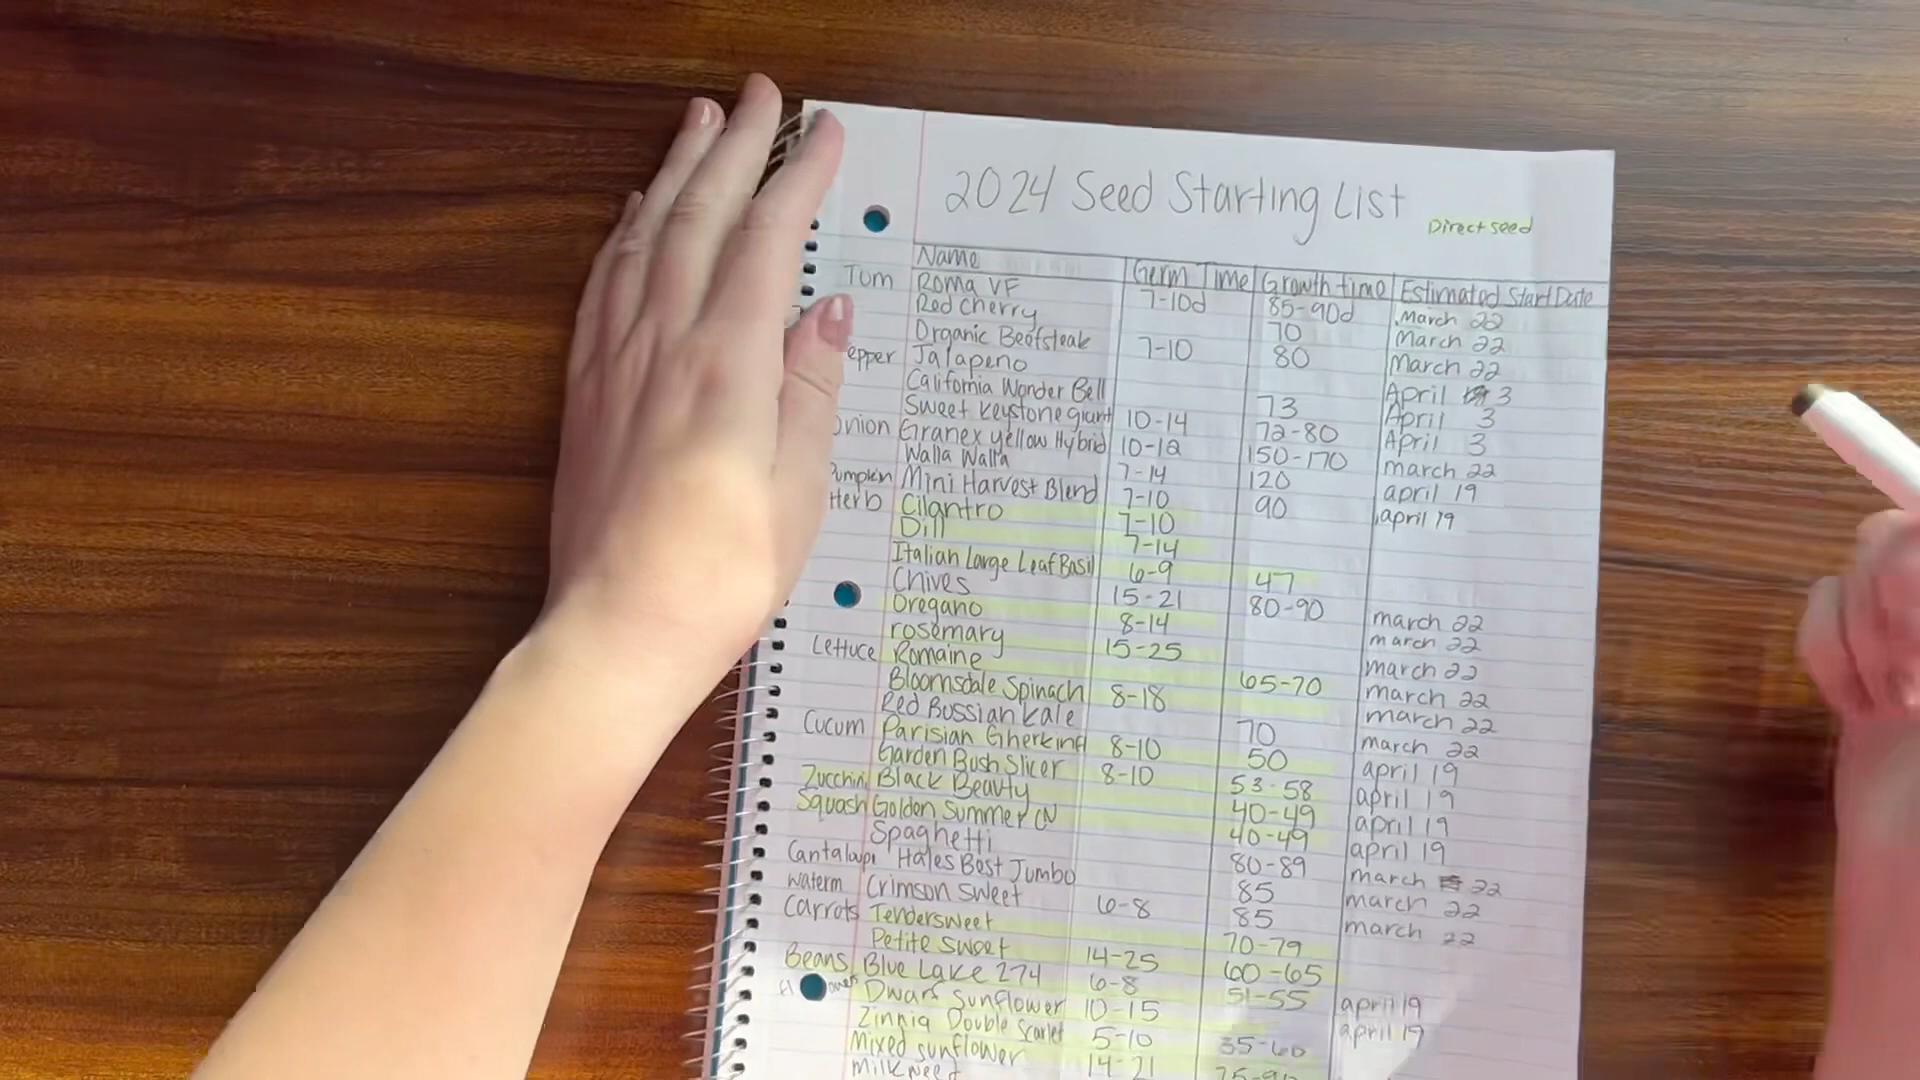 2024 Seed Starting List
Direct seed
Name Germ Time Growth time Estimated Start Date
Tom Roma VF 7-10d 85-90d March 22
Red Cherry 70 March 22
Organic Beefsteak 7-10 80 March 22
epper Jalapeno April 3
California Wonder Bell 73 April 3
Sweet Keystone giant 10-14 72-80 April 3
Onion Granex yellow Hybrid 10-12 150-170 march 22
Walla Walla 7-14 120 april 19
Pumpkin Mini Harvest Blend 7-10 90 april 19
Herb Cilantro 7-10
Dill 7-14
Italian Large Leaf Basil 6-9 47
Chives 15-21 80-90 march 22
Oregano 8-14 march 22
rosemary 15-25 march 22
Lettuce Romaine 65-70 march 22
Bloomsdale Spinach 8-18 march 22
Red Bussian Kale 70 march 22
Cucum Parisian Gherkin 8-10 50 april 19
Garden Bush Slicer 8-10 53-58 april 19
Zucchini Black Beauty 40-49 april 19
Squash Golden Summer CN 40-49 april 19
Spaghetti 80-89 march 22
Cantaloup Hales Best Jumbo 85 march 22
waterm Crimson Sweet 6-8 85 march 22
Carrots Tendersweet 70-79
Petite sweet 14-25 60-65
Beans Blue Lake 274 6-8 51-55 april 19
Dwarf Sunflower 10-15 april 19
Zinnia Double Scarlet 5-10 35-60
Mixed sunflower 14-21
milkweed